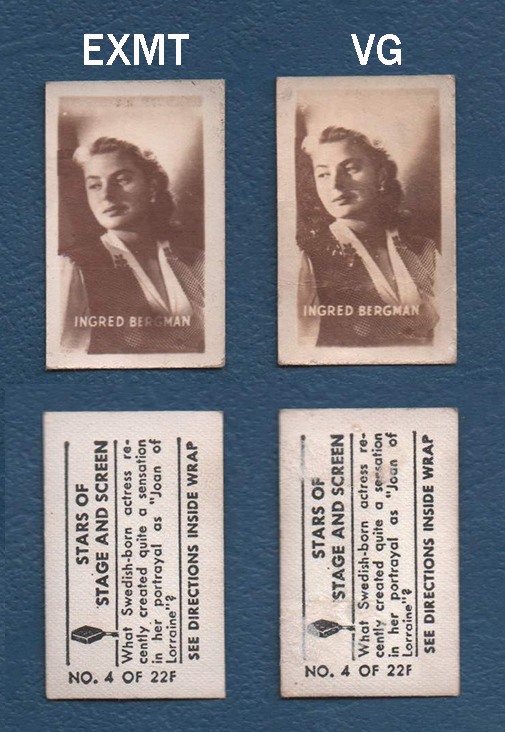 EXMT
VG
INGRED BERGMAN
INGRED BERGMAN
STARS OF
STAGE AND SCREEN
What Swedish-born actress re-
cently created quite a sensation
in her portrayal as "Joan of
Lorraine"?
SEE DIRECTIONS INSIDE WRAP
NO. 4 OF 22F
STARS OF
STAGE AND SCREEN
What Swedish-born actress re-
cently created quite a sensation
in her portrayal as "Joan of
Lorraine"?
SEE DIRECTIONS INSIDE WRAP
NO. 4 OF 22F